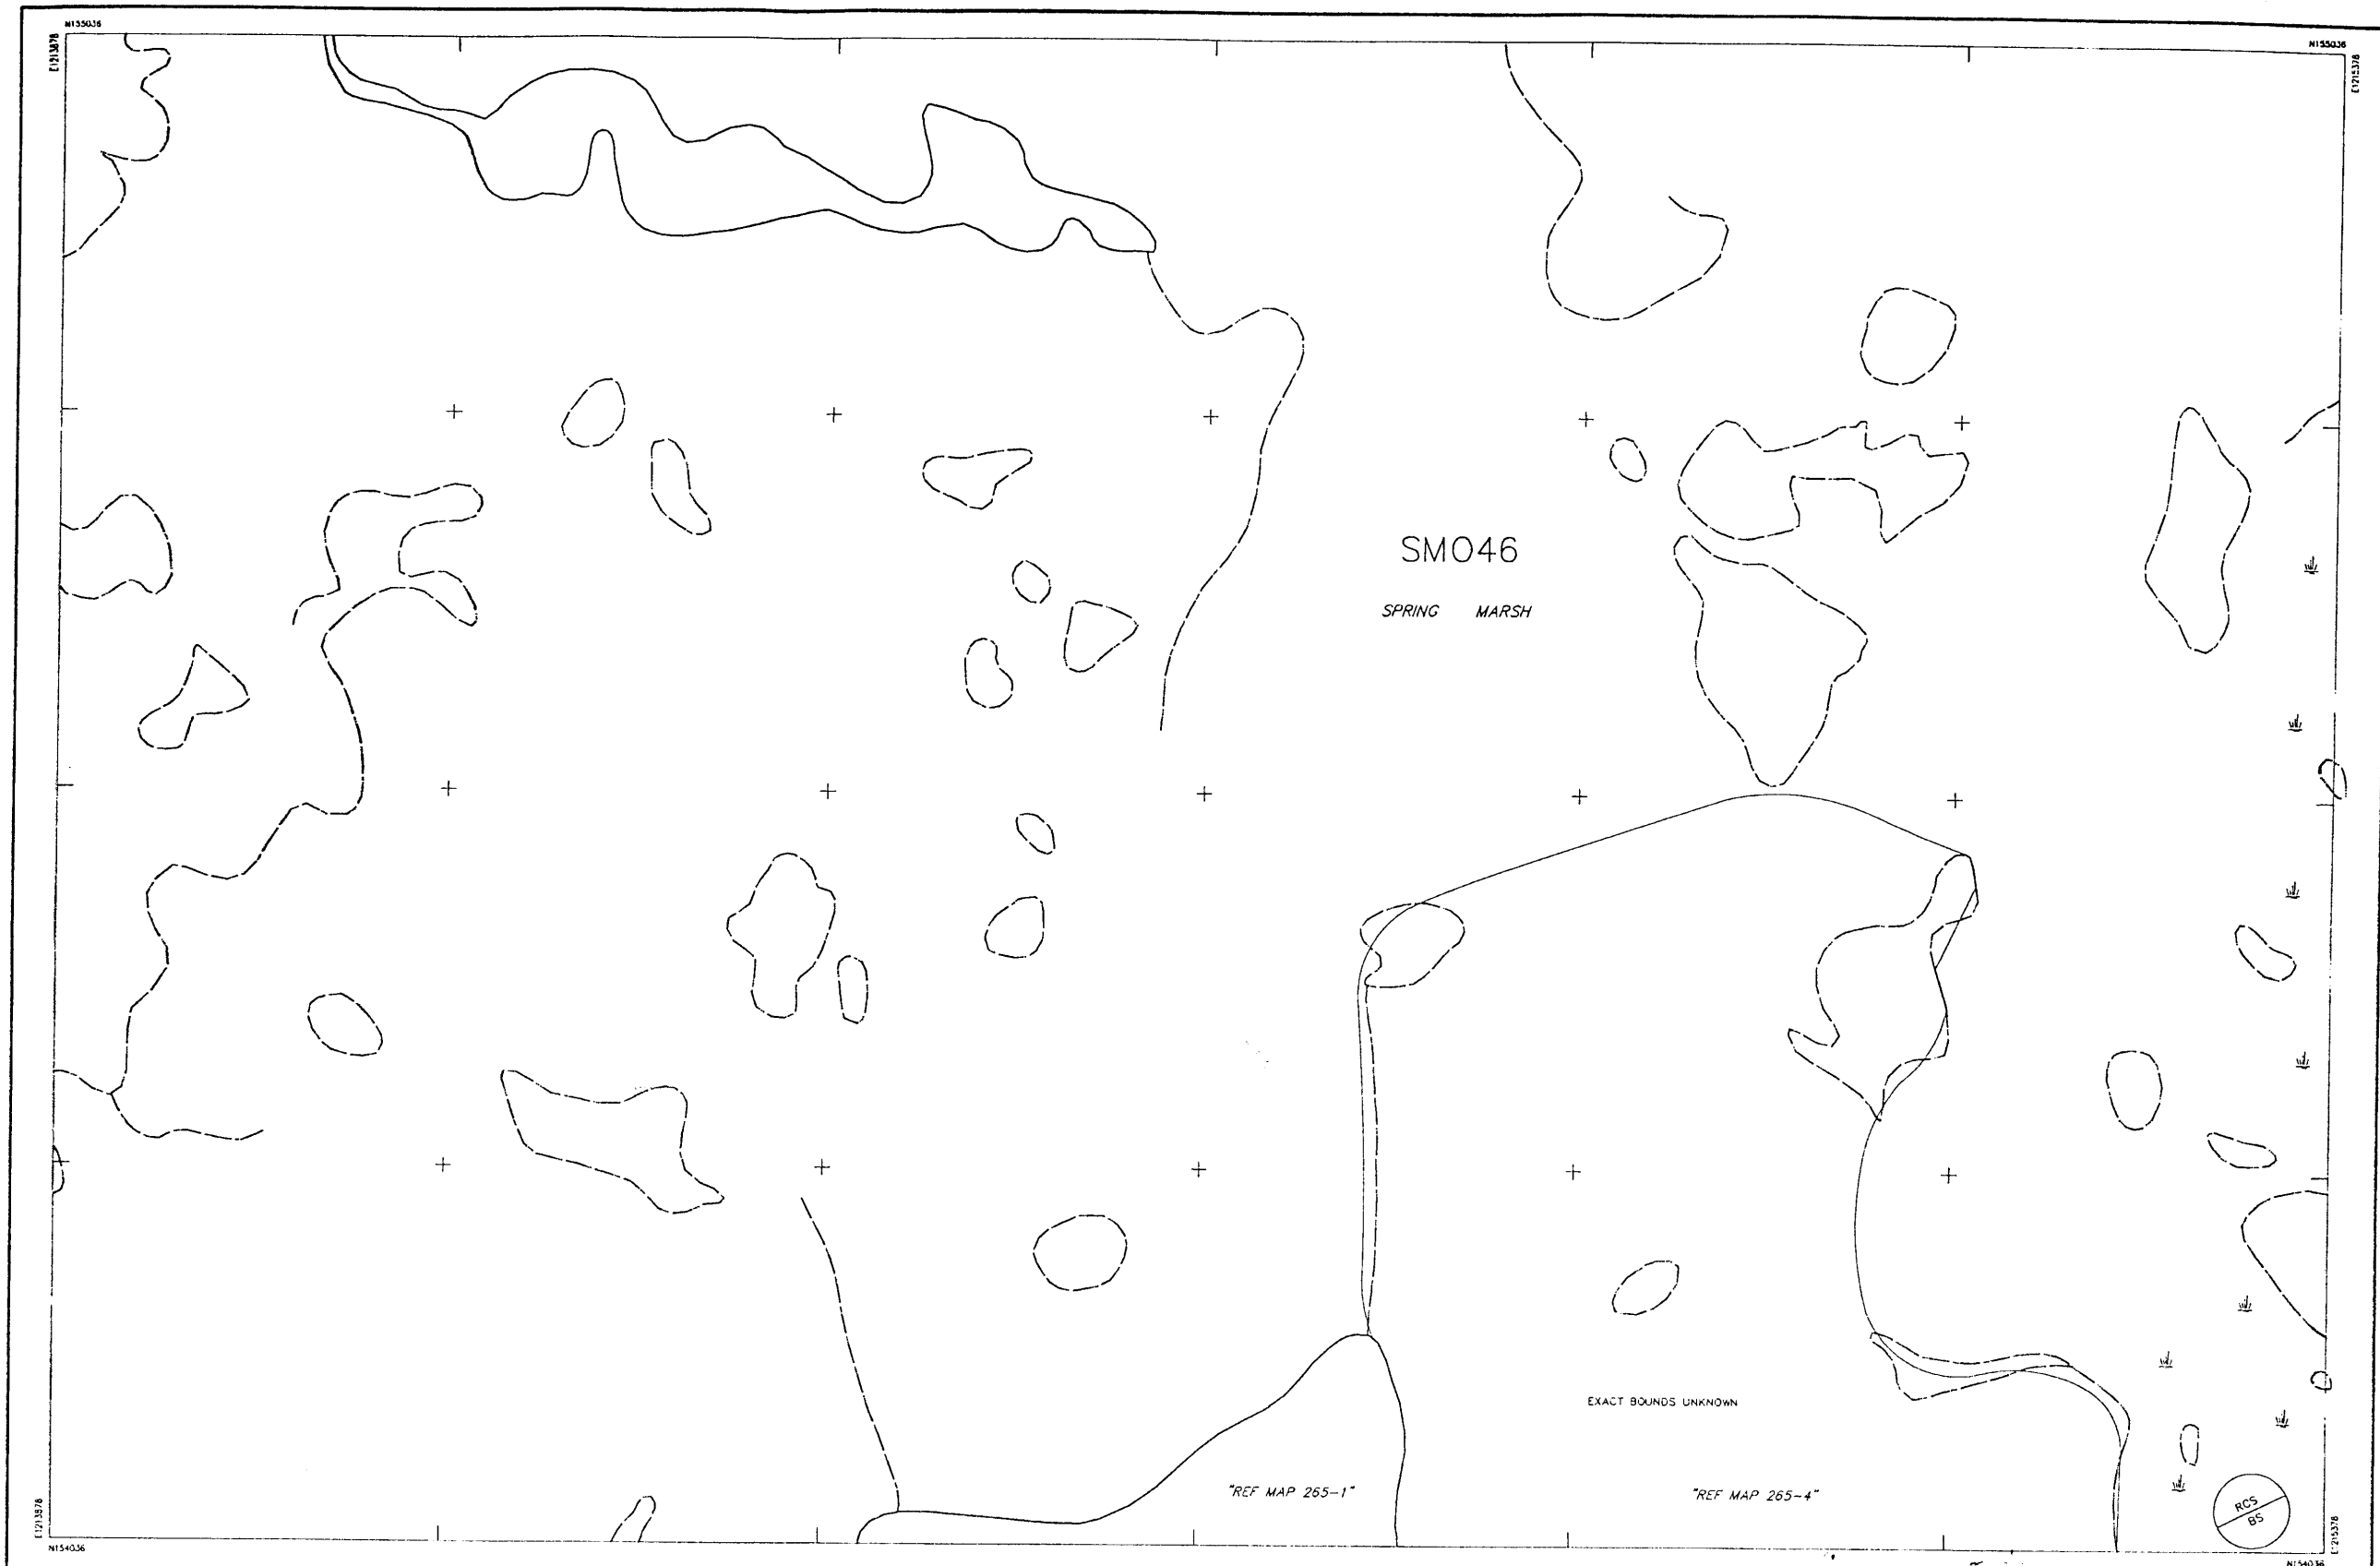 N155036
N155036
E1213878
E1215378
SM046
SPRING MARSH
EXACT BOUNDS UNKNOWN
"REF MAP 265-1"
"REF MAP 265-4"
RCS
BS
E1213878
E1215378
N154036
N154036